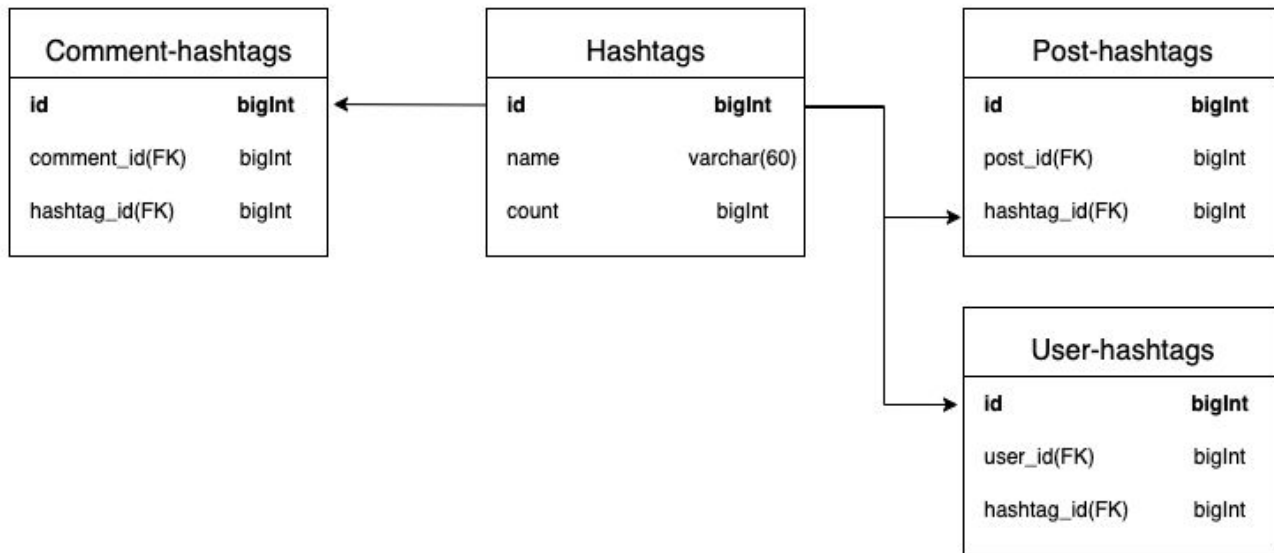 Comment-hashtags
id bigInt
comment_id(FK) bigInt
hashtag_id(FK) bigInt
Hashtags
id bigInt
name varchar(60)
count bigInt
Post-hashtags
id bigInt
post_id(FK) bigInt
hashtag_id(FK) bigInt
User-hashtags
id bigInt
user_id(FK) bigInt
hashtag_id(FK) bigInt